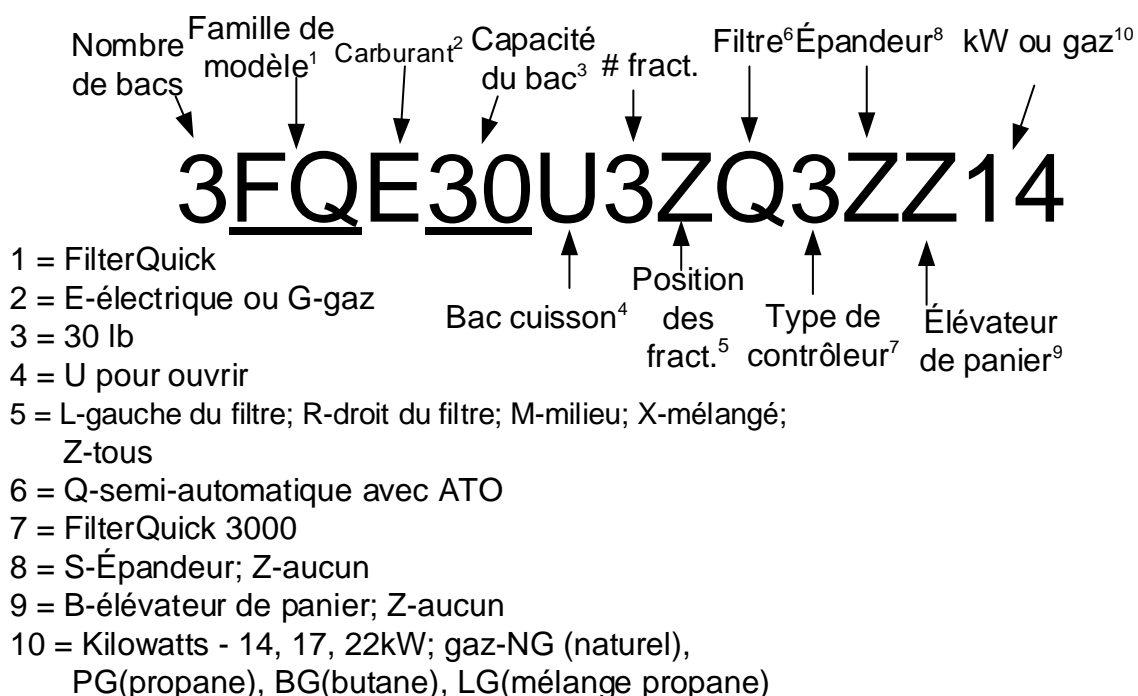 Nombre
de bacs
Famille de
modèle1
Carburant2
Capacité
du bac3
# fract.
Filtre6
Épandeur8
kW ou gaz10
3FQE30U3ZQ3ZZ14
Bac cuisson4
Position
des
fract.5
Type de
contrôleur7
Élévateur
de panier9
1 = FilterQuick
2 = E-électrique ou G-gaz
3 = 30 lb
4 = U pour ouvrir
5 = L-gauche du filtre; R-droit du filtre; M-milieu; X-mélangé;
Z-tous
6 = Q-semi-automatique avec ATO
7 = FilterQuick 3000
8 = S-Épandeur; Z-aucun
9 = B-élévateur de panier; Z-aucun
10 = Kilowatts - 14, 17, 22kW; gaz-NG (naturel),
PG(propane), BG(butane), LG(mélange propane)